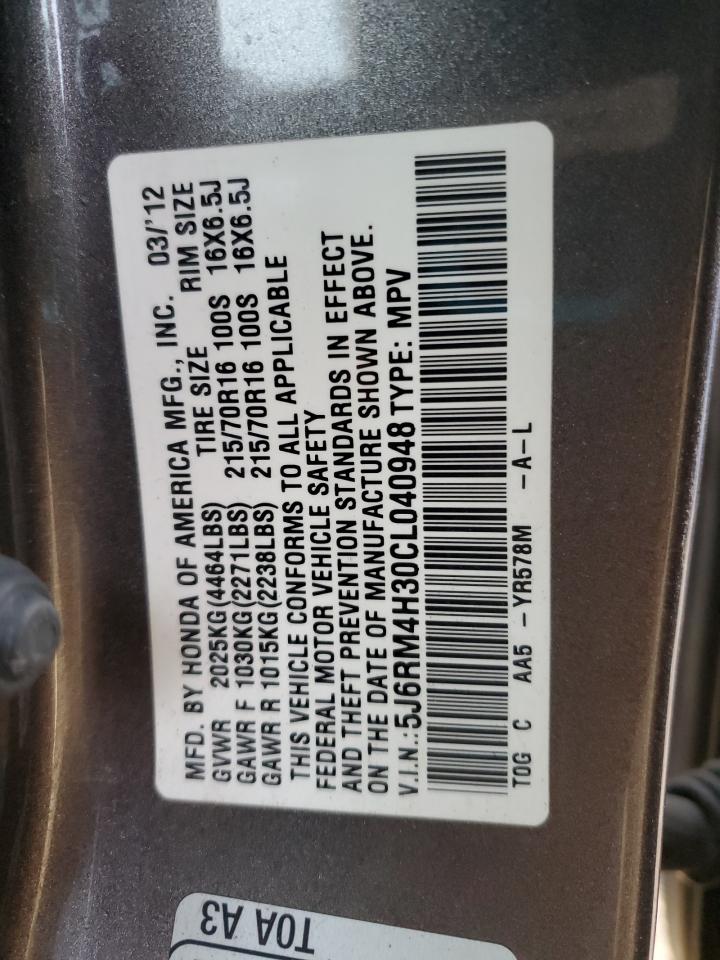 MFD. BY HONDA OF AMERICA MFG., INC. 03/'12
GVWR 2025KG(4464LBS) TIRE SIZE RIM SIZE
GAWR F 1030KG(2271LBS) 215/70R16 100S 16X6.5J
GAWR R 1015KG(2238LBS) 215/70R16 100S 16X6.5J
THIS VEHICLE CONFORMS TO ALL APPLICABLE
FEDERAL MOTOR VEHICLE SAFETY
AND THEFT PREVENTION STANDARDS IN EFFECT
ON THE DATE OF MANUFACTURE SHOWN ABOVE.
V.I.N.:5J6RM4H30CL040948 TYPE: MPV
TOG C AA5 -YR578M -A-L
TOA A3